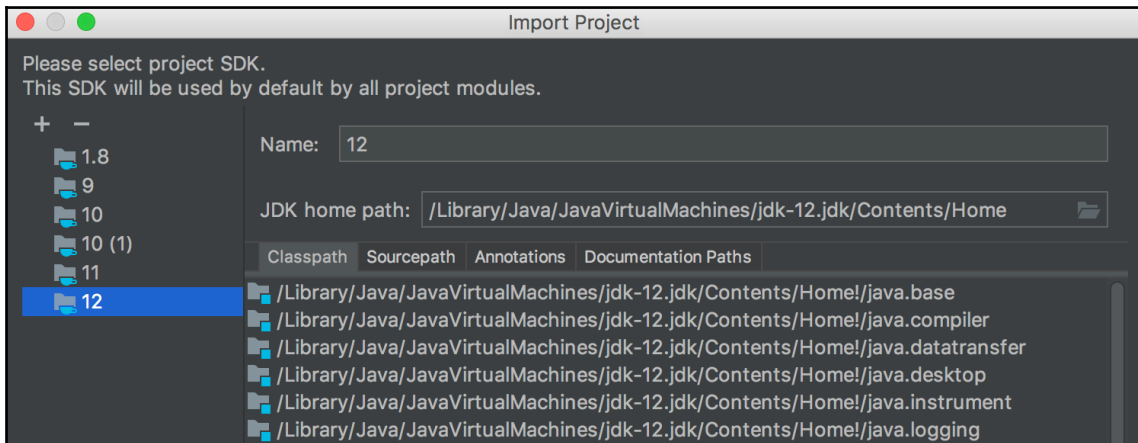 Import Project
Please select project SDK.
This SDK will be used by default by all project modules.
+ −
1.8
9
10
10 (1)
11
12
Name: 12
JDK home path: /Library/Java/JavaVirtualMachines/jdk-12.jdk/Contents/Home
Classpath Sourcepath Annotations Documentation Paths
/Library/Java/JavaVirtualMachines/jdk-12.jdk/Contents/Home!/java.base
/Library/Java/JavaVirtualMachines/jdk-12.jdk/Contents/Home!/java.compiler
/Library/Java/JavaVirtualMachines/jdk-12.jdk/Contents/Home!/java.datatransfer
/Library/Java/JavaVirtualMachines/jdk-12.jdk/Contents/Home!/java.desktop
/Library/Java/JavaVirtualMachines/jdk-12.jdk/Contents/Home!/java.instrument
/Library/Java/JavaVirtualMachines/jdk-12.jdk/Contents/Home!/java.logging